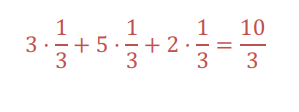 3 · 1/3 + 5 · 1/3 + 2 · 1/3 = 10/3